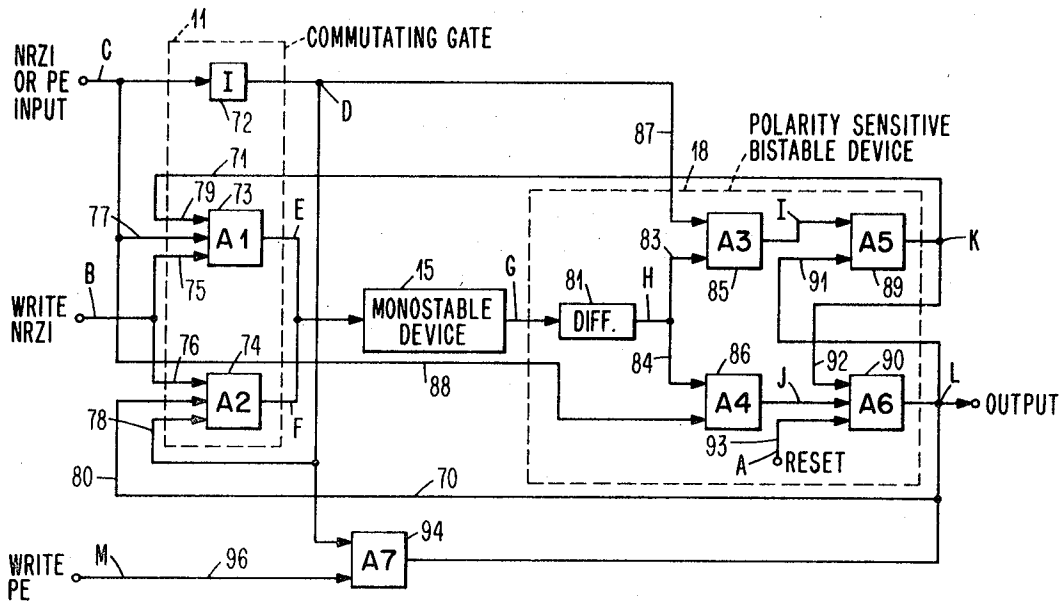 11
COMMUTATING GATE
NRZI
OR PE
INPUT
C
I
72
D
87
POLARITY SENSITIVE
BISTABLE DEVICE
71
18
79
73
77
A1
E
75
83
A3
I
A5
K
85
91
89
B
WRITE
NRZI
15
MONOSTABLE
DEVICE
G
81
DIFF.
H
76
74
78
A2
F
88
84
86
A4
J
92
90
A6
L
OUTPUT
93
A
RESET
80
70
94
A7
WRITE
PE
M
96